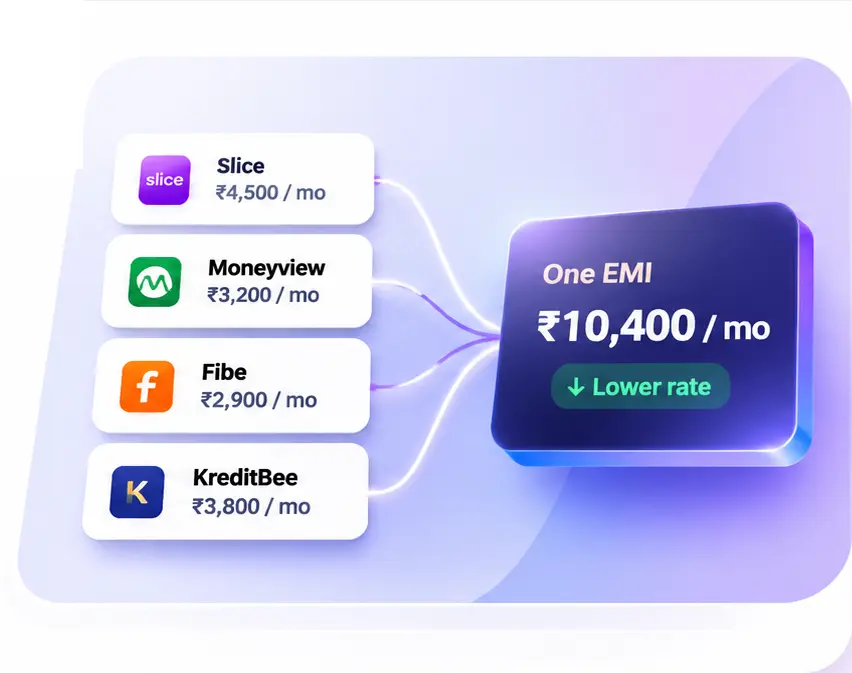 slice
Slice
₹4,500 / mo
Moneyview
₹3,200 / mo
f
Fibe
₹2,900 / mo
K
KreditBee
₹3,800 / mo
One EMI
₹10,400 / mo
↓ Lower rate